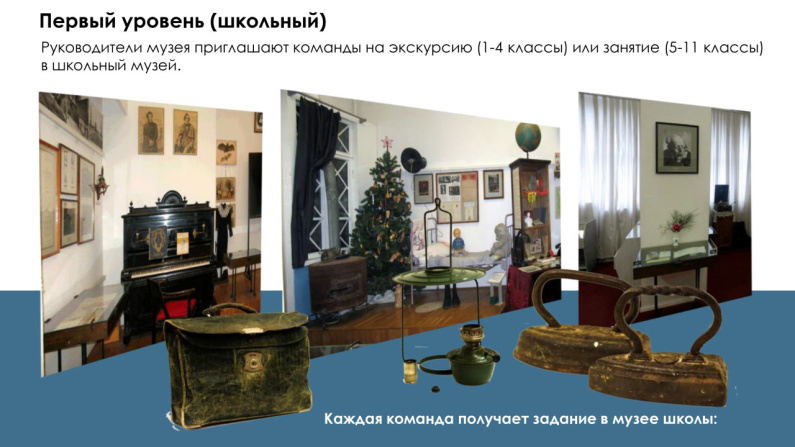 Первый уровень (школьный)
Руководители музея приглашают команды на экскурсию (1-4 классы) или занятие (5-11 классы)
в школьный музей.
Каждая команда получает задание в музее школы: